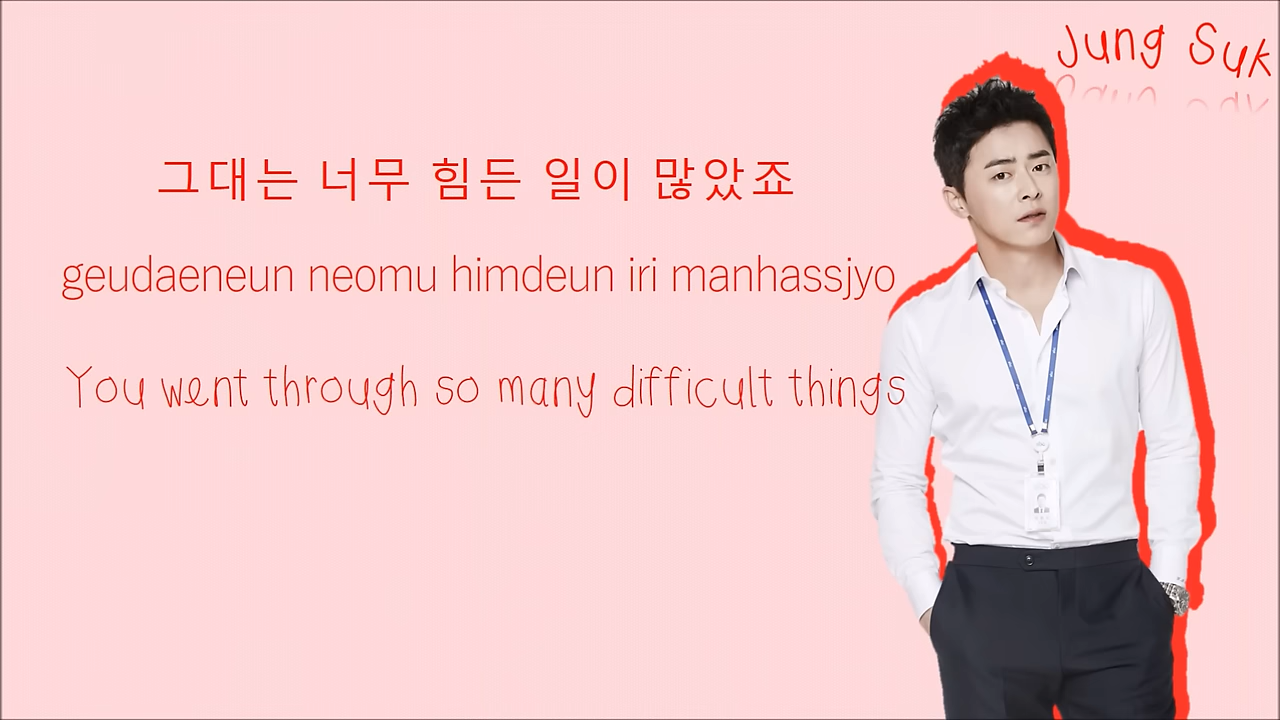 Jung Suk
그대는 너무 힘든 일이 많았죠
geudaeneun neomu himdeun iri manhassjyo
You went through so many difficult things